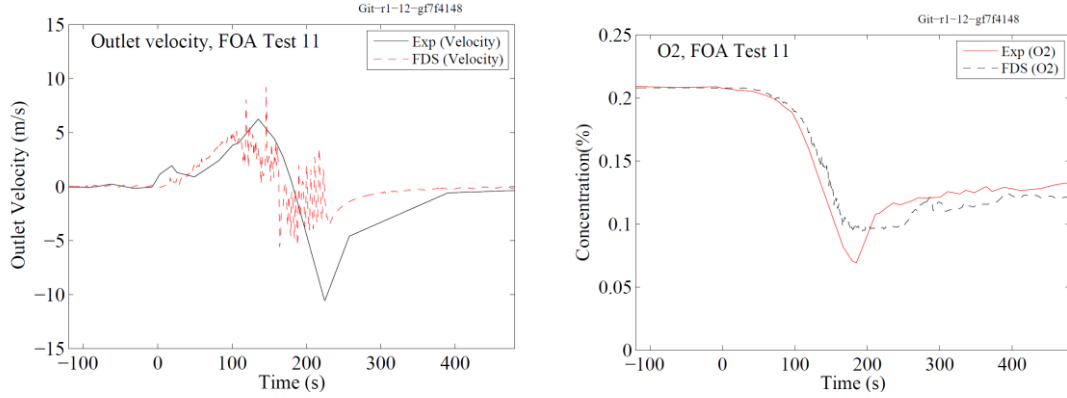 Git−r1−12−gf7f4148
Outlet velocity, FOA Test 11
Exp (Velocity)
FDS (Velocity)
15
10
5
0
−5
−10
−15
Outlet Velocity (m/s)
−100 0 100 200 300 400
Time (s)
Git−r1−12−gf7f4148
O2, FOA Test 11
Exp (O2)
FDS (O2)
0.25
0.2
0.15
0.1
0.05
0
Concentration(%)
−100 0 100 200 300 400
Time (s)